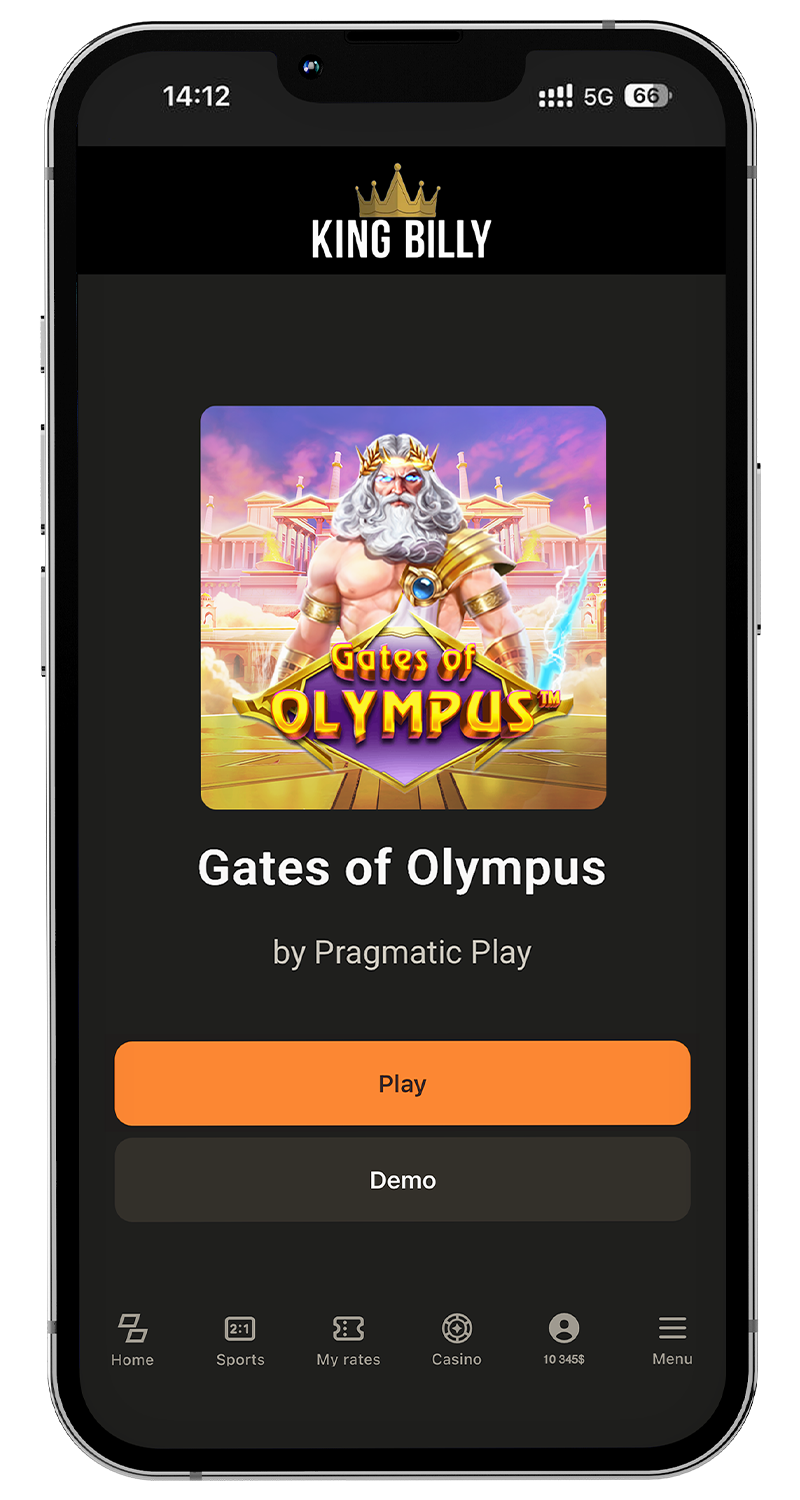 14:12
5G
66
KING BILLY
Gates of
OLYMPUS™
Gates of Olympus
by Pragmatic Play
Play
Demo
2:1
Home
Sports
My rates
Casino
10 345$
Menu